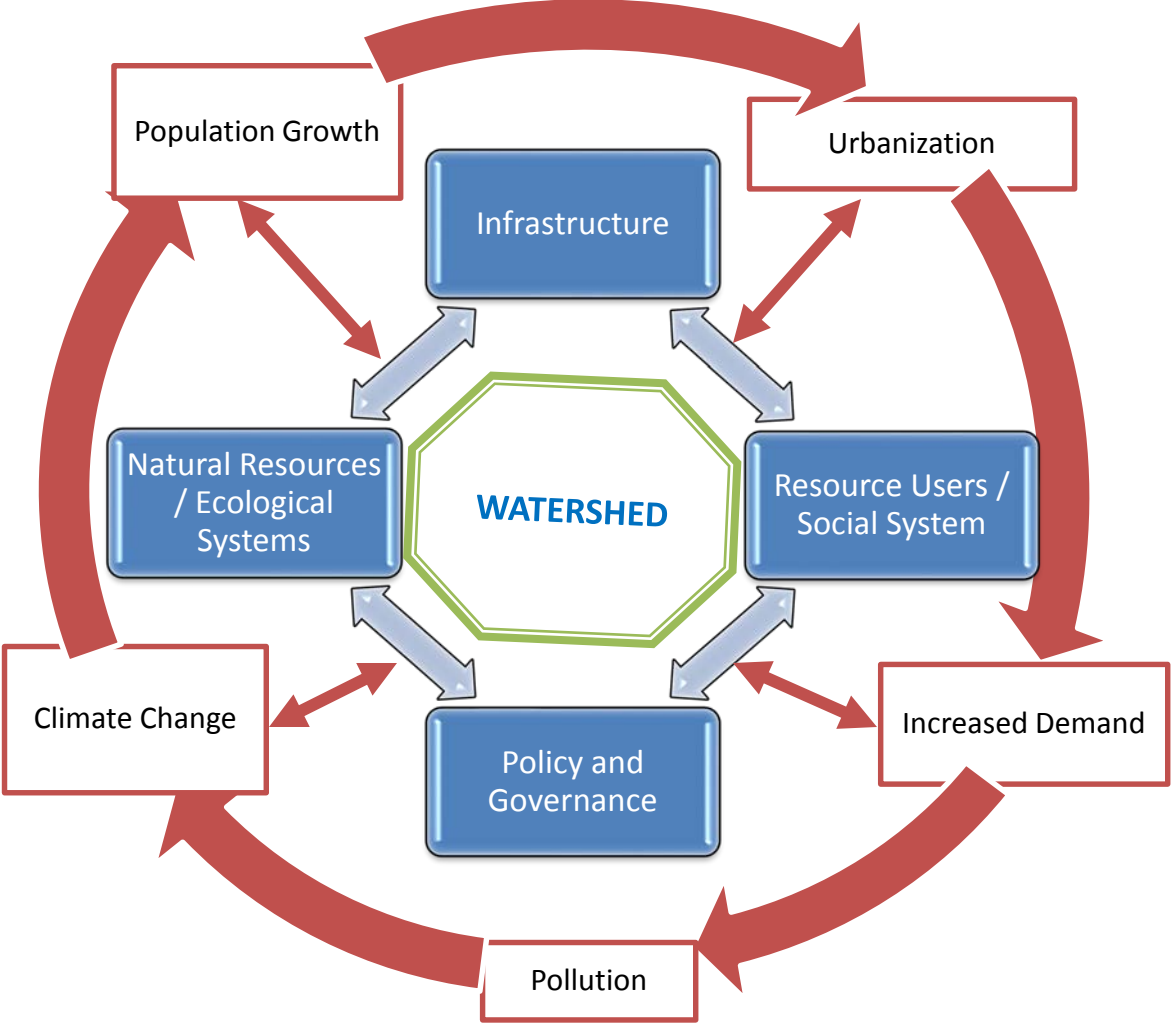 Population Growth
Urbanization
Infrastructure
Natural Resources
/ Ecological
Systems
WATERSHED
Resource Users /
Social System
Climate Change
Increased Demand
Policy and
Governance
Pollution